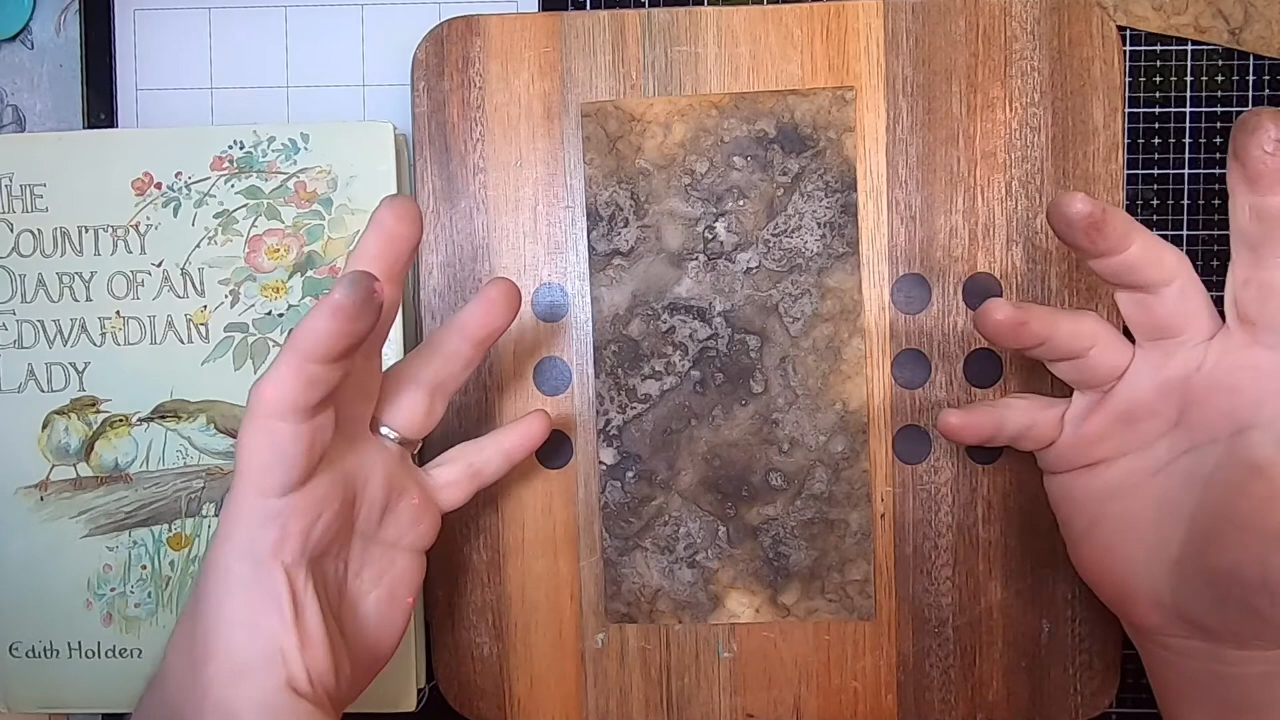 THE
COUNTRY
DIARY OF AN
EDWARDIAN
LADY
Edith Holden